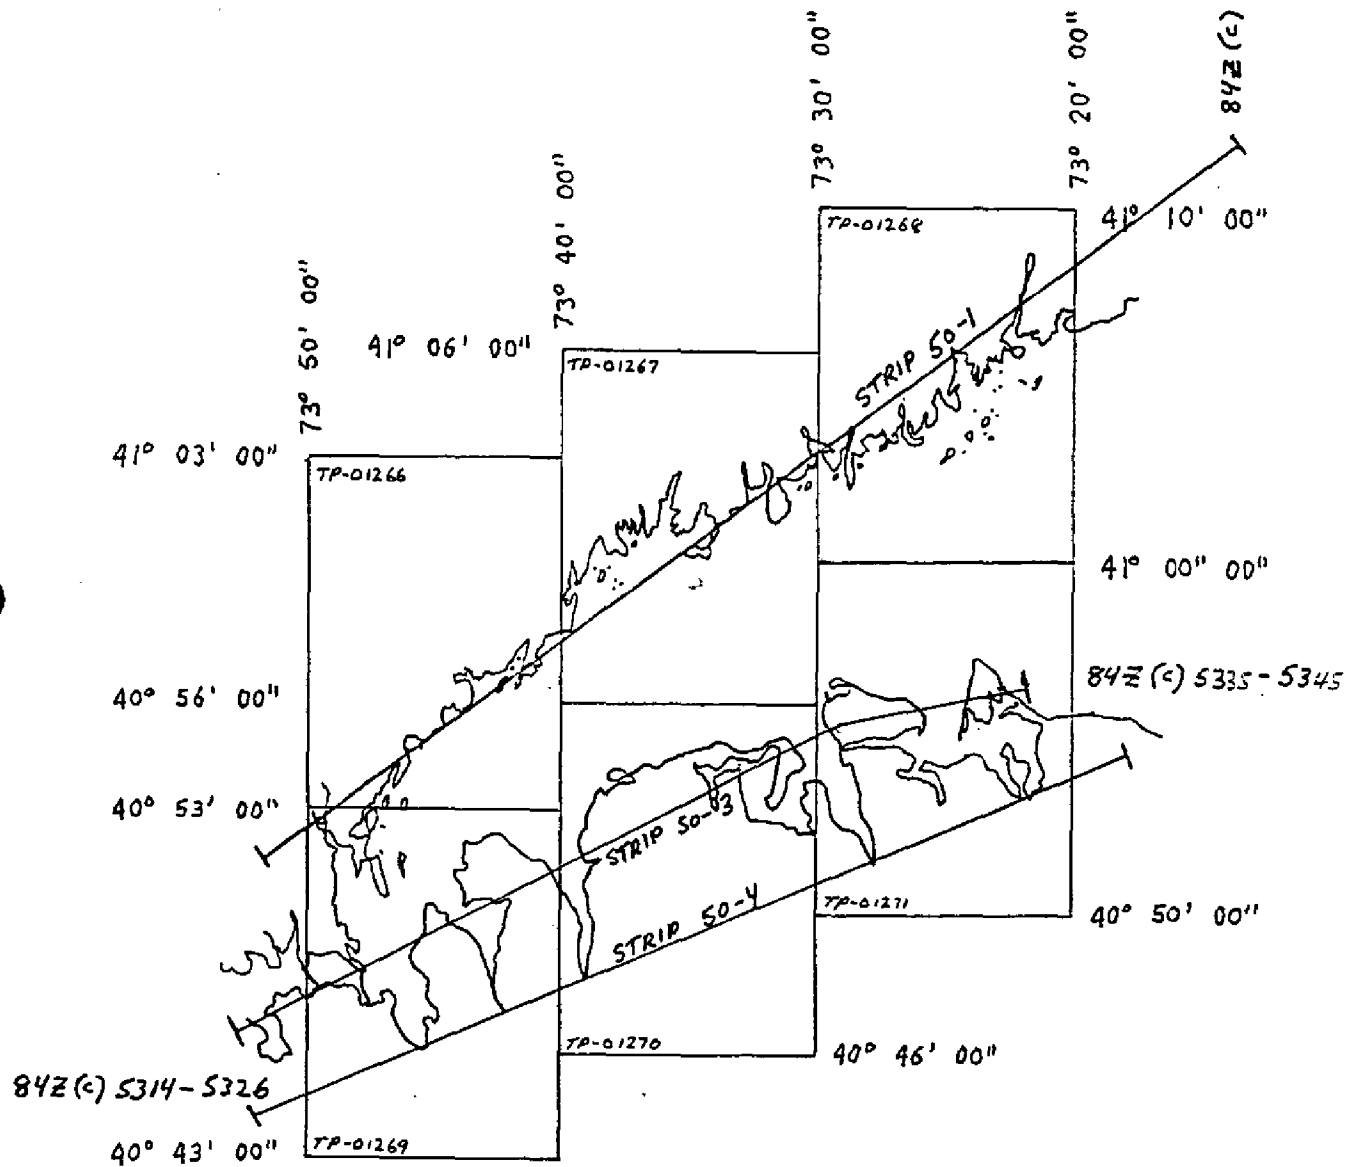 84Z (c)
73° 30' 00"
73° 20' 00"
73° 40' 00"
73° 50' 00"
TP-01268
41° 10' 00"
41° 06' 00"
TP-01267
STRIP 50-1
41° 03' 00"
TP-01266
41° 00" 00"
84Z (c) 5335-5345
40° 56' 00"
40° 53' 00"
STRIP 50-3
STRIP 50-4
TP-01271
40° 50' 00"
TP-01270
40° 46' 00"
84Z (c) 5314-5326
40° 43' 00"
TP-01269